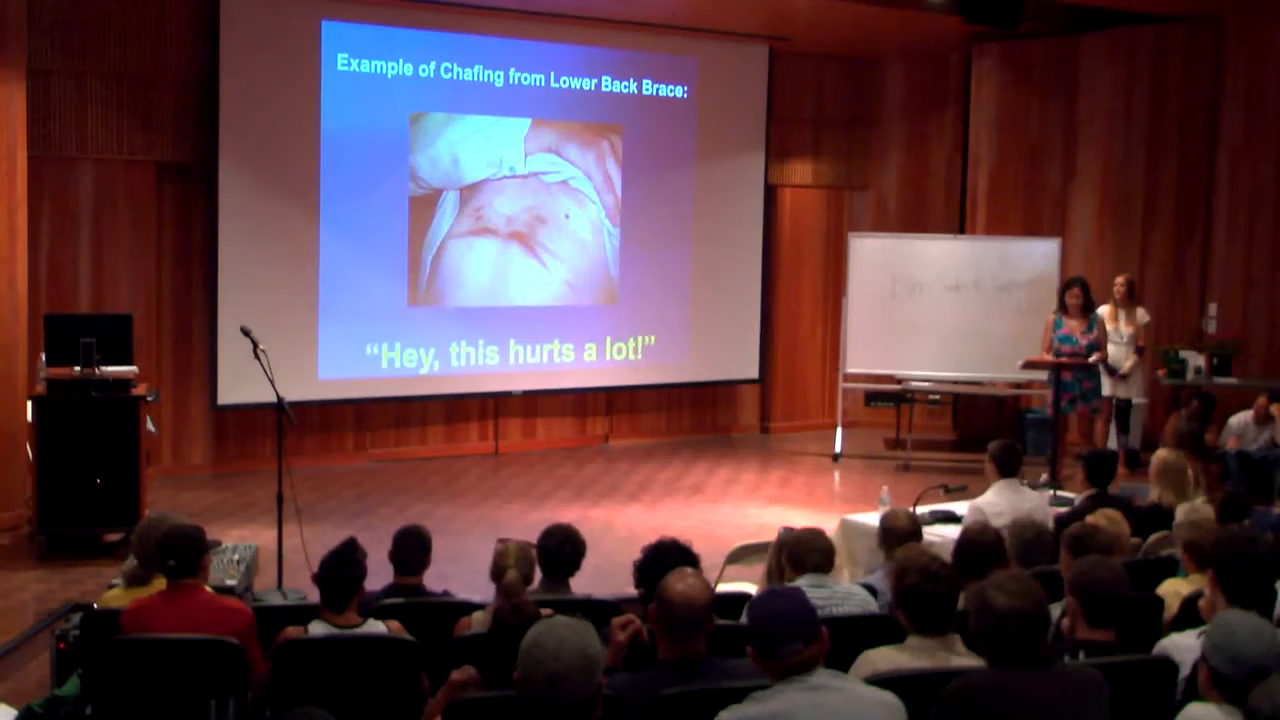 Example of Chafing from Lower Back Brace:
“Hey, this hurts a lot!”